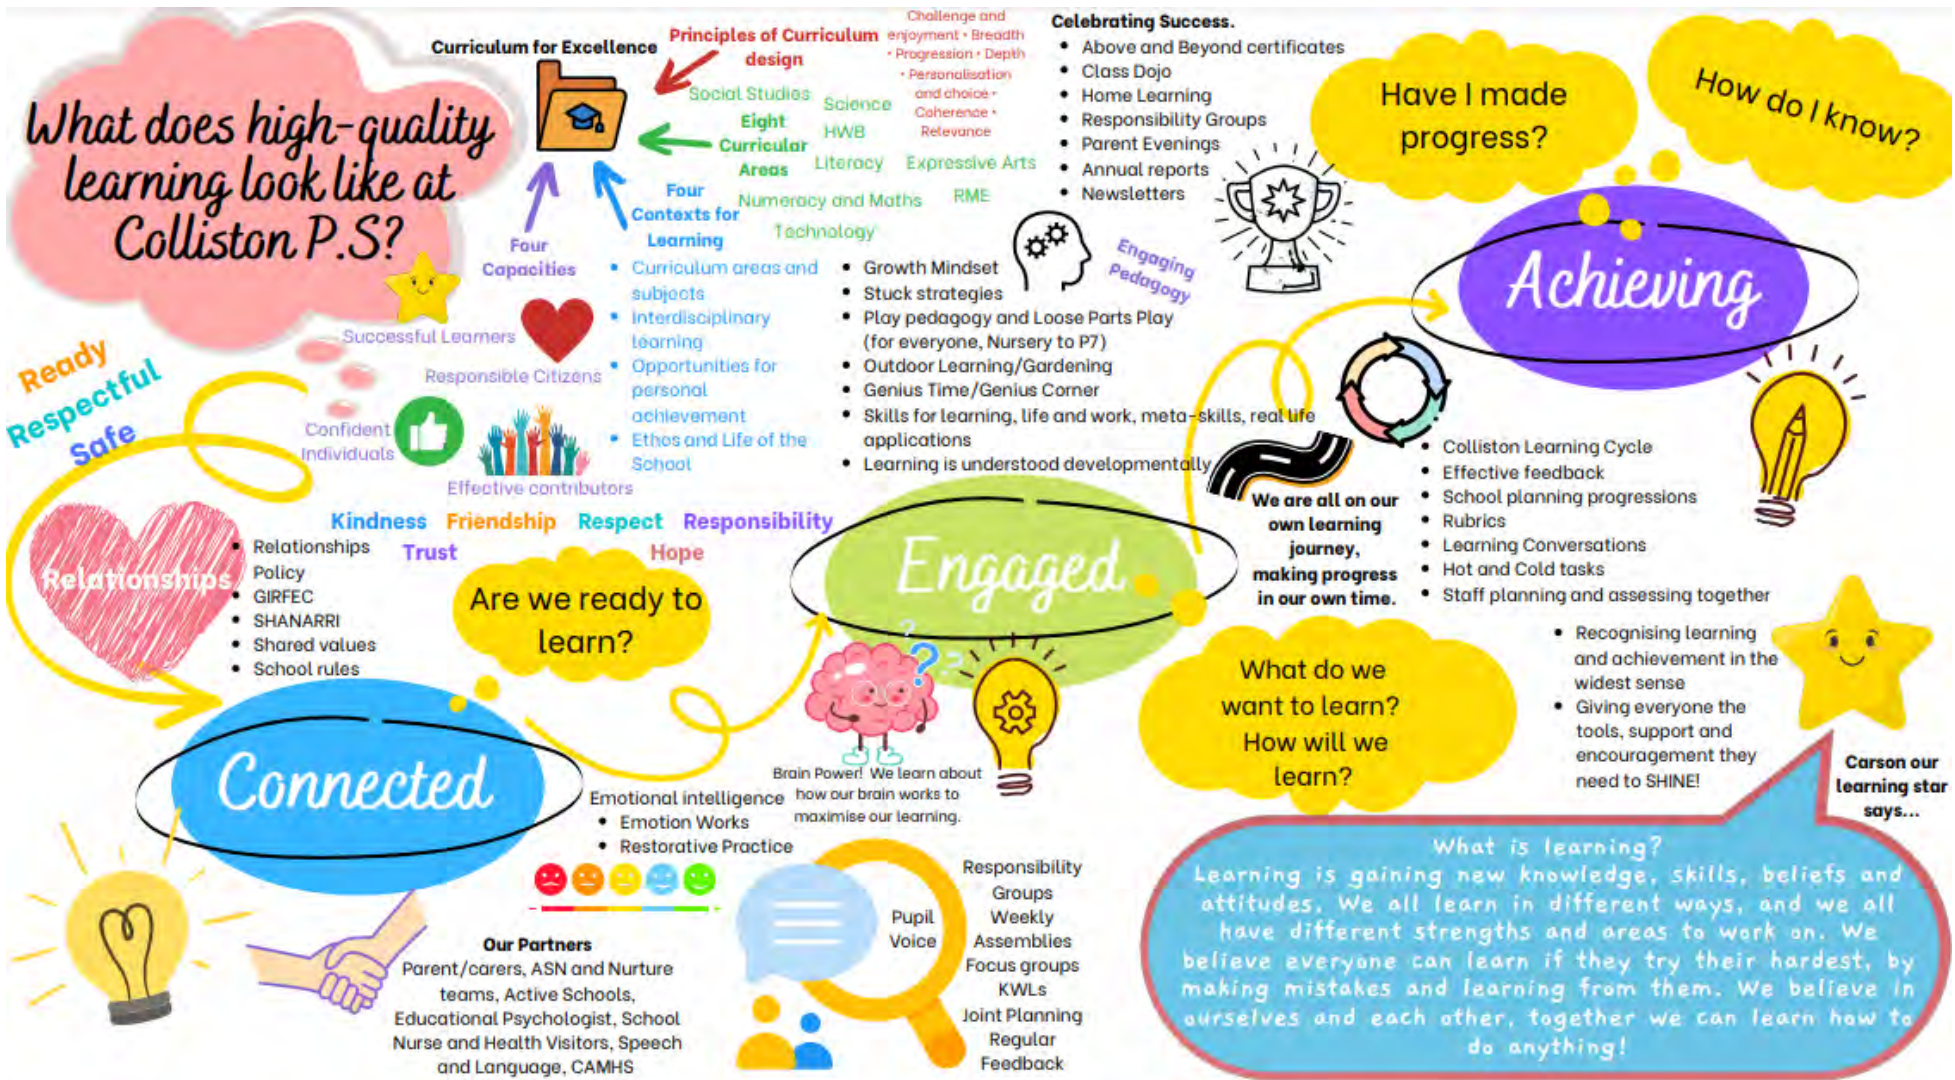 What does high-quality
learning look like at
Colliston P.S?
Curriculum for Excellence
Principles of Curriculum
design
Challenge and
enjoyment • Breadth
• Progression • Depth
• Personalisation
and choice •
Coherence •
Relevance
Social Studies
Science
Eight
Curricular
Areas
HWB
Literacy
Expressive Arts
Numeracy and Maths
RME
Technology
Four
Capacities
Successful Learners
Responsible Citizens
Confident
Individuals
Effective contributors
Four
Contexts for
Learning
• Curriculum areas and
subjects
• Interdisciplinary
learning
• Opportunities for
personal
achievement
• Ethos and Life of the
School
Celebrating Success.
• Above and Beyond certificates
• Class Dojo
• Home Learning
• Responsibility Groups
• Parent Evenings
• Annual reports
• Newsletters
Engaging
Pedagogy
• Growth Mindset
• Stuck strategies
• Play pedagogy and Loose Parts Play
(for everyone, Nursery to P7)
• Outdoor Learning/Gardening
• Genius Time/Genius Corner
• Skills for learning, life and work, meta-skills, real life
applications
• Learning is understood developmentally
Have I made
progress?
How do I know?
Achieving
Ready
Respectful
Safe
Kindness Friendship Respect Responsibility
Trust Hope
Relationships
• Relationships
Policy
• GIRFEC
• SHANARRI
• Shared values
• School rules
Are we ready to
learn?
Engaged
We are all on our
own learning
journey,
making progress
in our own time.
• Colliston Learning Cycle
• Effective feedback
• School planning progressions
• Rubrics
• Learning Conversations
• Hot and Cold tasks
• Staff planning and assessing together
What do we
want to learn?
How will we
learn?
• Recognising learning
and achievement in the
widest sense
• Giving everyone the
tools, support and
encouragement they
need to SHINE!
Carson our
learning star
says...
Connected
Emotional intelligence
• Emotion Works
• Restorative Practice
? ?
Brain Power! We learn about
how our brain works to
maximise our learning.
Our Partners
Parent/carers, ASN and Nurture
teams, Active Schools,
Educational Psychologist, School
Nurse and Health Visitors, Speech
and Language, CAMHS
Pupil
Voice
Responsibility
Groups
Weekly
Assemblies
Focus groups
KWLs
Joint Planning
Regular
Feedback
What is learning?
Learning is gaining new knowledge, skills, beliefs and
attitudes. We all learn in different ways, and we all
have different strengths and areas to work on. We
believe everyone can learn if they try their hardest, by
making mistakes and learning from them. We believe in
ourselves and each other, together we can learn how to
do anything!